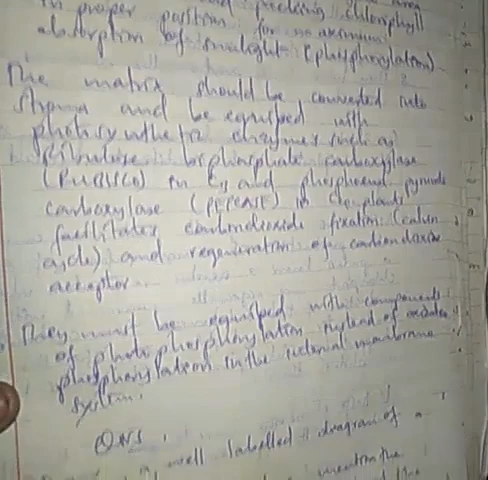 in proper position for maximum
absorption of sunlight (phosphorylation)
The matrix should be converted into
stroma and be equipped with
photosynthetic enzymes such as
Ribulose bisphosphate carboxylase
(RUBISCO) in C3 and phosphoenol pyruvate
carboxylase (PEPCASE) in C4 plants
facilitates carbondioxide fixation (calvin
cycle) and regeneration of carbondioxide
acceptor
They must be equipped with components
of photophosphorylation instead of oxidative
phosphorylation in the internal membrane
system.
QNS.
well labelled diagram of a
mention the